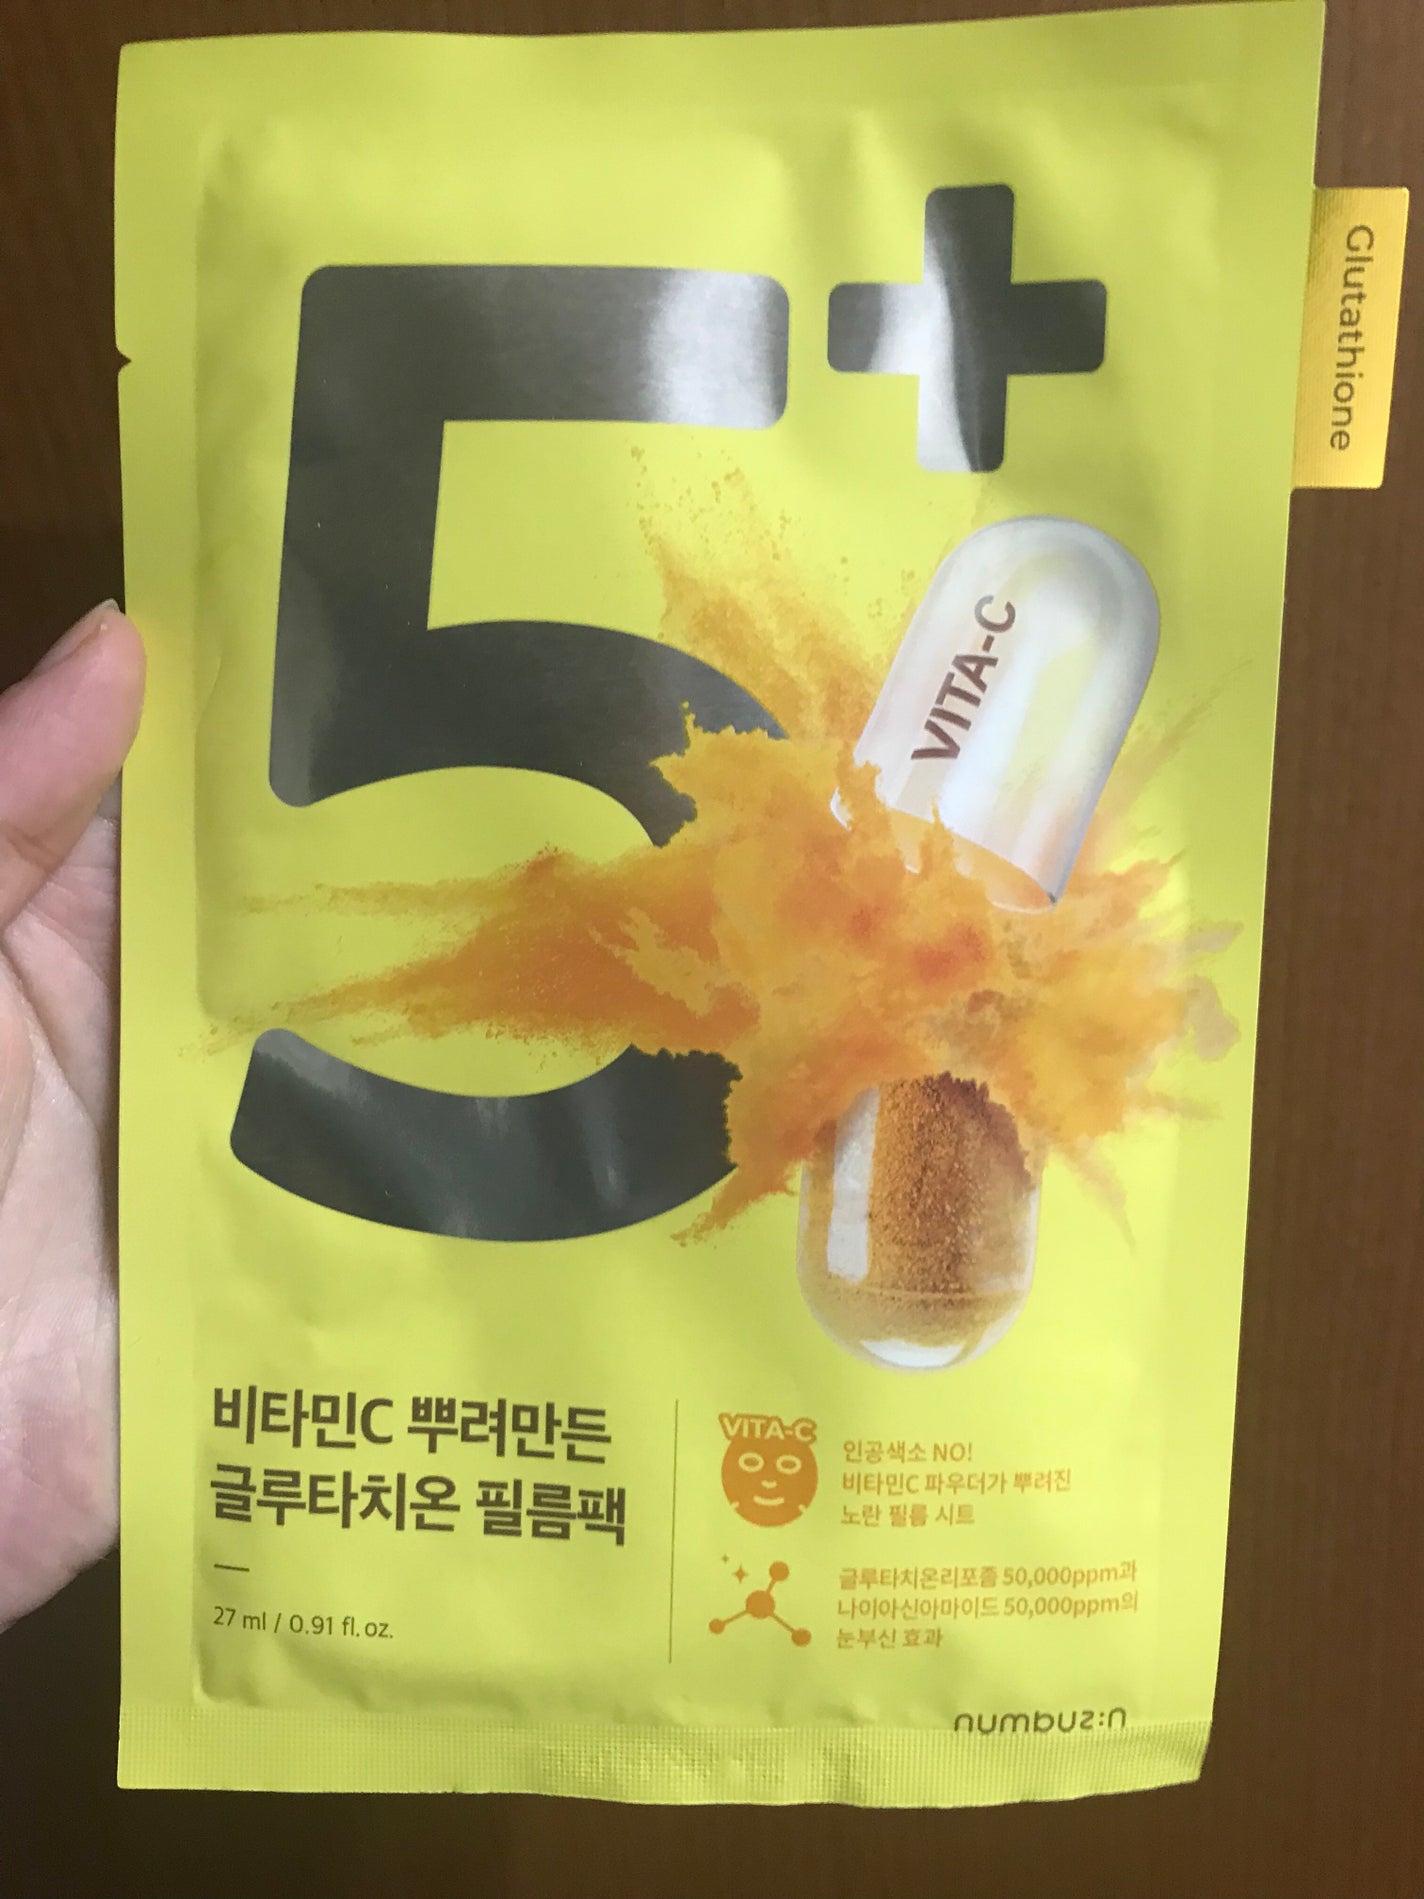 5+
Glutathione
VITA-C
비타민C 뿌려만든
글루타치온 필름팩
27 ml / 0.91 fl. oz.
VITA-C
인공색소 NO!
비타민C 파우더가 뿌려진
노란 필름 시트
글루타치온리포좀 50,000ppm과
나이아신아마이드 50,000ppm의
눈부신 효과
numbuz:n